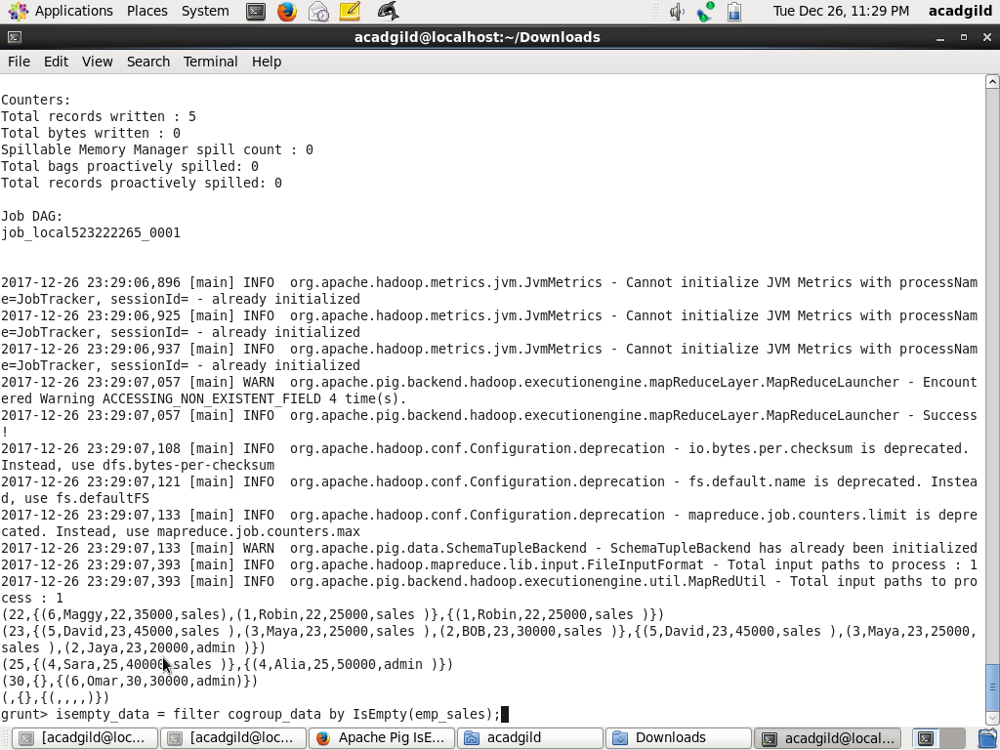 Applications Places System Tue Dec 26, 11:29 PM acadgild
acadgild@localhost:~/Downloads
File Edit View Search Terminal Help
Counters:
Total records written : 5
Total bytes written : 0
Spillable Memory Manager spill count : 0
Total bags proactively spilled: 0
Total records proactively spilled: 0
Job DAG:
job_local523222265_0001
2017-12-26 23:29:06,896 [main] INFO  org.apache.hadoop.metrics.jvm.JvmMetrics - Cannot initialize JVM Metrics with processNam
e=JobTracker, sessionId= - already initialized
2017-12-26 23:29:06,925 [main] INFO  org.apache.hadoop.metrics.jvm.JvmMetrics - Cannot initialize JVM Metrics with processNam
e=JobTracker, sessionId= - already initialized
2017-12-26 23:29:06,937 [main] INFO  org.apache.hadoop.metrics.jvm.JvmMetrics - Cannot initialize JVM Metrics with processNam
e=JobTracker, sessionId= - already initialized
2017-12-26 23:29:07,057 [main] WARN  org.apache.pig.backend.hadoop.executionengine.mapReduceLayer.MapReduceLauncher - Encount
ered Warning ACCESSING_NON_EXISTENT_FIELD 4 time(s).
2017-12-26 23:29:07,057 [main] INFO  org.apache.pig.backend.hadoop.executionengine.mapReduceLayer.MapReduceLauncher - Success
!
2017-12-26 23:29:07,108 [main] INFO  org.apache.hadoop.conf.Configuration.deprecation - io.bytes.per.checksum is deprecated.
Instead, use dfs.bytes-per-checksum
2017-12-26 23:29:07,121 [main] INFO  org.apache.hadoop.conf.Configuration.deprecation - fs.default.name is deprecated. Instea
d, use fs.defaultFS
2017-12-26 23:29:07,133 [main] INFO  org.apache.hadoop.conf.Configuration.deprecation - mapreduce.job.counters.limit is depre
cated. Instead, use mapreduce.job.counters.max
2017-12-26 23:29:07,133 [main] WARN  org.apache.pig.data.SchemaTupleBackend - SchemaTupleBackend has already been initialized
2017-12-26 23:29:07,393 [main] INFO  org.apache.hadoop.mapreduce.lib.input.FileInputFormat - Total input paths to process : 1
2017-12-26 23:29:07,393 [main] INFO  org.apache.pig.backend.hadoop.executionengine.util.MapRedUtil - Total input paths to pro
cess : 1
(22,{(6,Maggy,22,35000,sales),(1,Robin,22,25000,sales )},{(1,Robin,22,25000,sales )})
(23,{(5,David,23,45000,sales ),(3,Maya,23,25000,sales ),(2,BOB,23,30000,sales )},{(5,David,23,45000,sales ),(3,Maya,23,25000,
sales ),(2,Jaya,23,20000,admin )})
(25,{(4,Sara,25,40000,sales )},{(4,Alia,25,50000,admin )})
(30,{},{(6,Omar,30,30000,admin)})
(,{},{(,,,,)})
grunt> isempty_data = filter cogroup_data by IsEmpty(emp_sales);
[acadgild@loc... [acadgild@loc... Apache Pig IsE... acadgild Downloads acadgild@local...